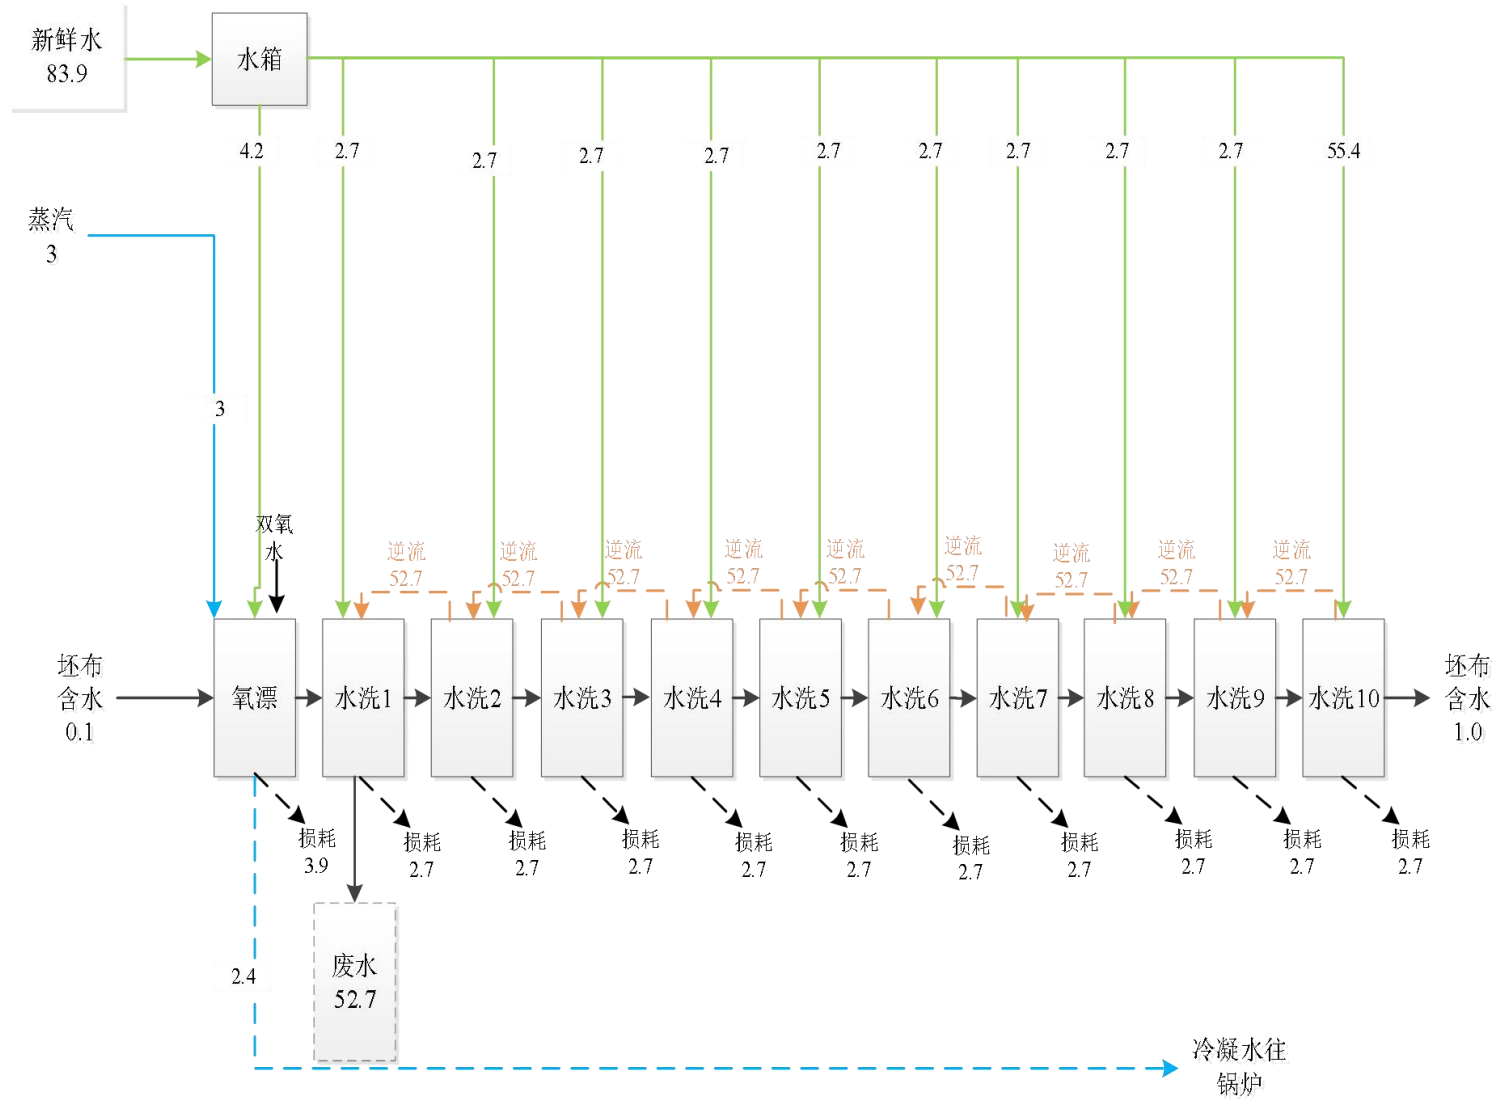 新鲜水
83.9
水箱
4.2
2.7
2.7
2.7
2.7
2.7
2.7
2.7
2.7
2.7
55.4
蒸汽
3
3
双氧
水
逆流
52.7
逆流
52.7
逆流
52.7
逆流
52.7
逆流
52.7
逆流
52.7
逆流
52.7
逆流
52.7
逆流
52.7
坯布
含水
0.1
氧漂
水洗1
水洗2
水洗3
水洗4
水洗5
水洗6
水洗7
水洗8
水洗9
水洗10
坯布
含水
1.0
损耗
3.9
损耗
2.7
损耗
2.7
损耗
2.7
损耗
2.7
损耗
2.7
损耗
2.7
损耗
2.7
损耗
2.7
损耗
2.7
损耗
2.7
废水
52.7
2.4
冷凝水往
锅炉